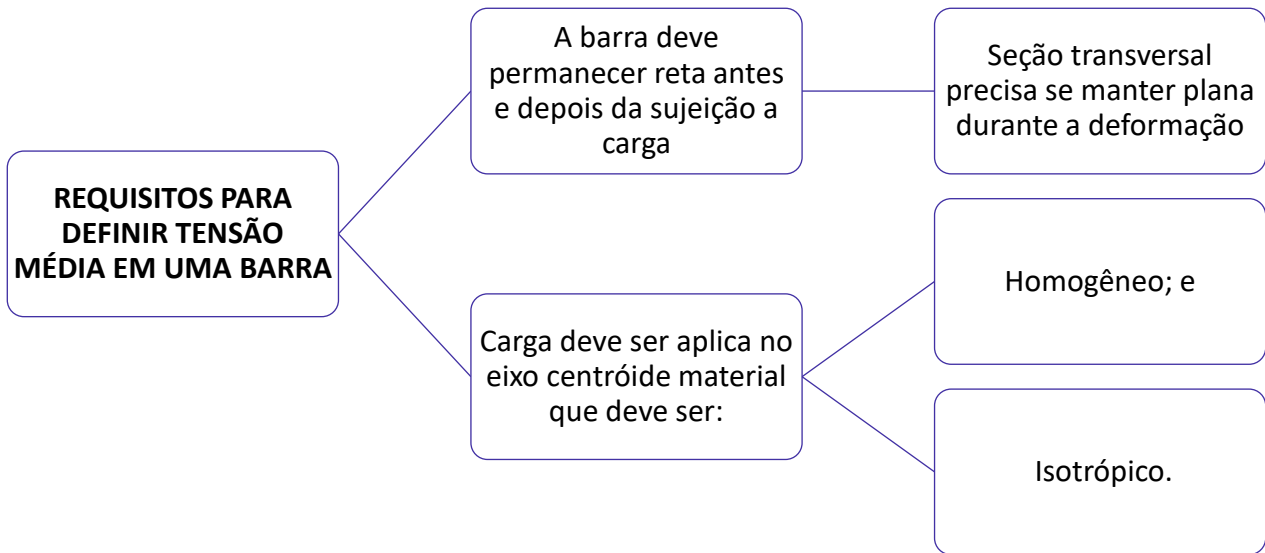 REQUISITOS PARA
DEFINIR TENSÃO
MÉDIA EM UMA BARRA
A barra deve
permanecer reta antes
e depois da sujeição a
carga
Seção transversal
precisa se manter plana
durante a deformação
Carga deve ser aplica no
eixo centróide material
que deve ser:
Homogêneo; e
Isotrópico.